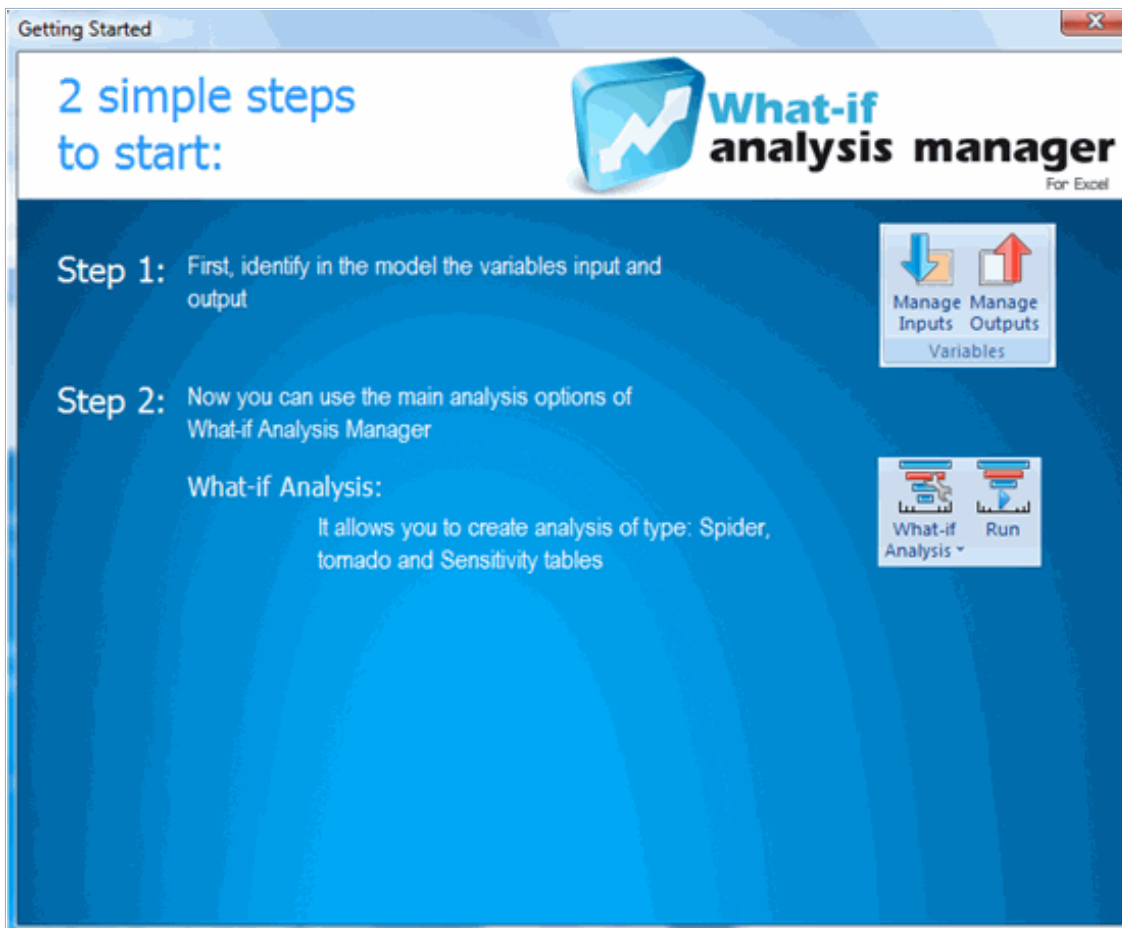 Getting Started
2 simple steps
to start:
What-if
analysis manager
For Excel
Step 1:
First, identify in the model the variables input and
output
Manage Manage
Inputs Outputs
Variables
Step 2:
Now you can use the main analysis options of
What-if Analysis Manager
What-if Analysis:
It allows you to create analysis of type: Spider,
tornado and Sensitivity tables
What-if Run
Analysis